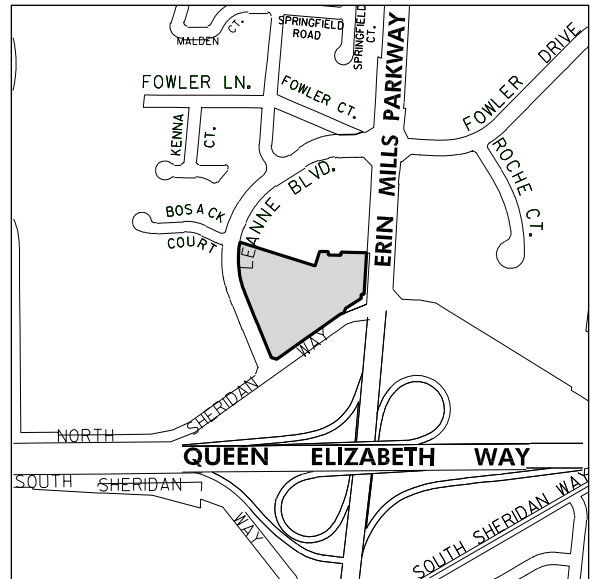 MALDEN CT.
SPRINGFIELD
ROAD
SPRINGFIELD
CT.
ERIN MILLS PARKWAY
FOWLER DRIVE
FOWLER LN.
FOWLER CT.
KENNA
CT.
ROCHE CT.
LEANNE BLVD.
BOSACK
COURT
NORTH SHERIDAN WAY
QUEEN ELIZABETH WAY
SOUTH SHERIDAN WAY
SOUTH SHERIDAN WAY